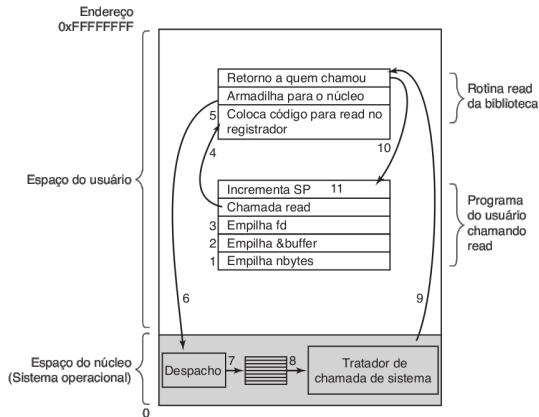 Endereço
0xFFFFFFFF
Retorno a quem chamou
Armadilha para o núcleo
5 Coloca código para read no
registrador
4
10
Rotina read
da biblioteca
Espaço do usuário
Incrementa SP 11
Chamada read
3 Empilha fd
2 Empilha &buffer
1 Empilha nbytes
Programa
do usuário
chamando
read
6
9
Espaço do núcleo
(Sistema operacional)
Despacho
7
8
Tratador de
chamada de sistema
0